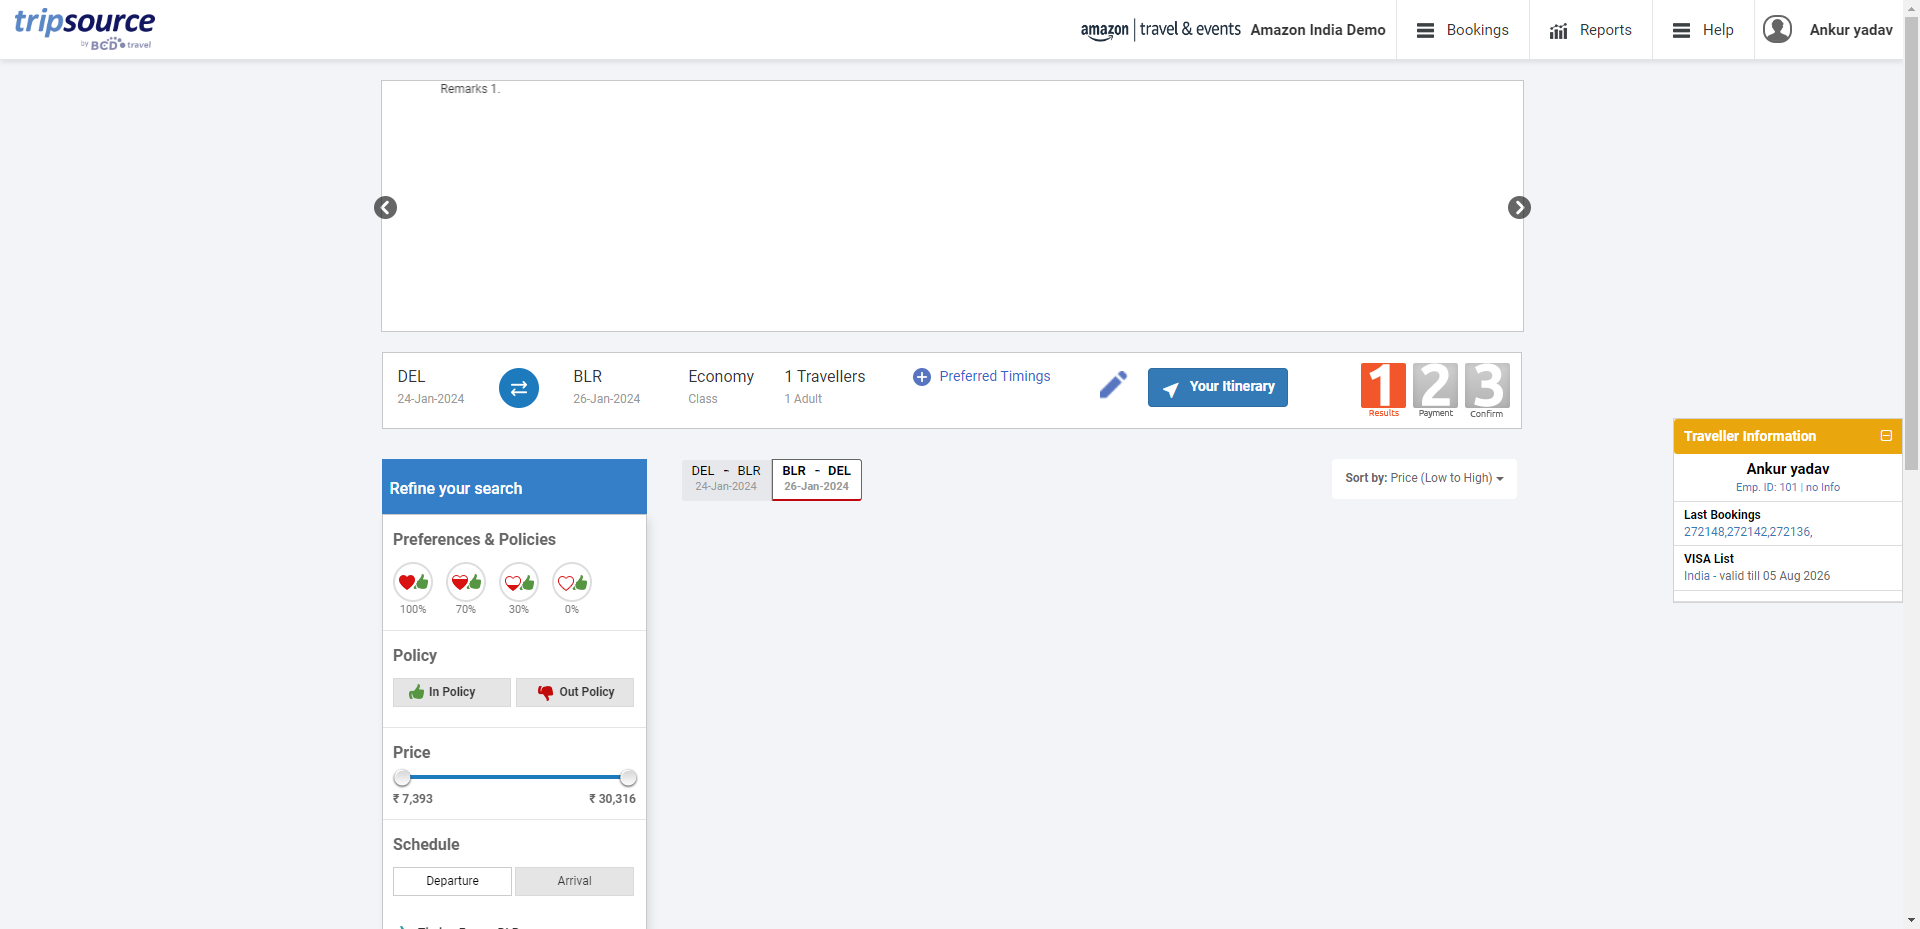 tripsource
by BCD travel
amazon | travel & events Amazon India Demo
Bookings
Reports
Help
Ankur yadav
Remarks 1.
DEL
24-Jan-2024
BLR
26-Jan-2024
Economy
Class
1 Travellers
1 Adult
Preferred Timings
Your Itinerary
1 2 3
Results Payment Confirm
Traveller Information
Ankur yadav
Emp. ID: 101 | no Info
Last Bookings
272148,272142,272136,
VISA List
India - valid till 05 Aug 2026
Refine your search
DEL - BLR
24-Jan-2024
BLR - DEL
26-Jan-2024
Sort by: Price (Low to High)
Preferences & Policies
100% 70% 30% 0%
Policy
In Policy
Out Policy
Price
₹ 7,393
₹ 30,316
Schedule
Departure
Arrival